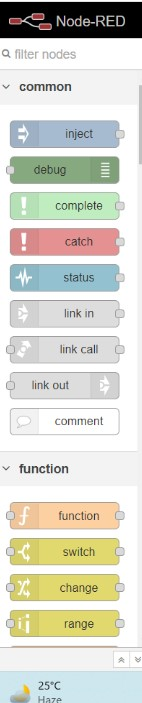 Node-RED
filter nodes
common
inject
debug
complete
catch
status
link in
link call
link out
comment
function
function
switch
change
range
25°C
Haze